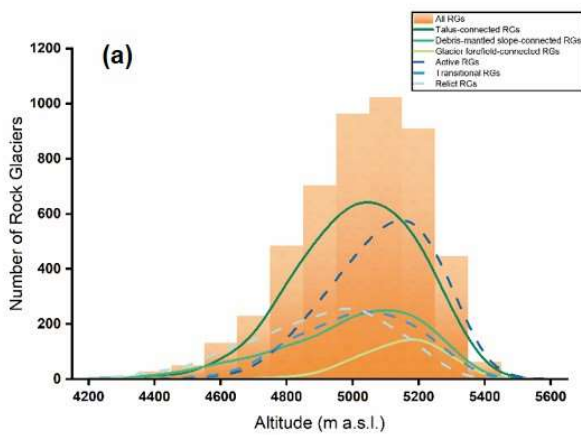 All RGs
Talus-connected RGs
Debris-mantled slope-connected RGs
Glacier forefield-connected RGs
Active RGs
Transitional RGs
Relict RGs
(a)
1200
1000
800
600
400
200
0
Number of Rock Glaciers
4200 4400 4600 4800 5000 5200 5400 5600
Altitude (m a.s.l.)